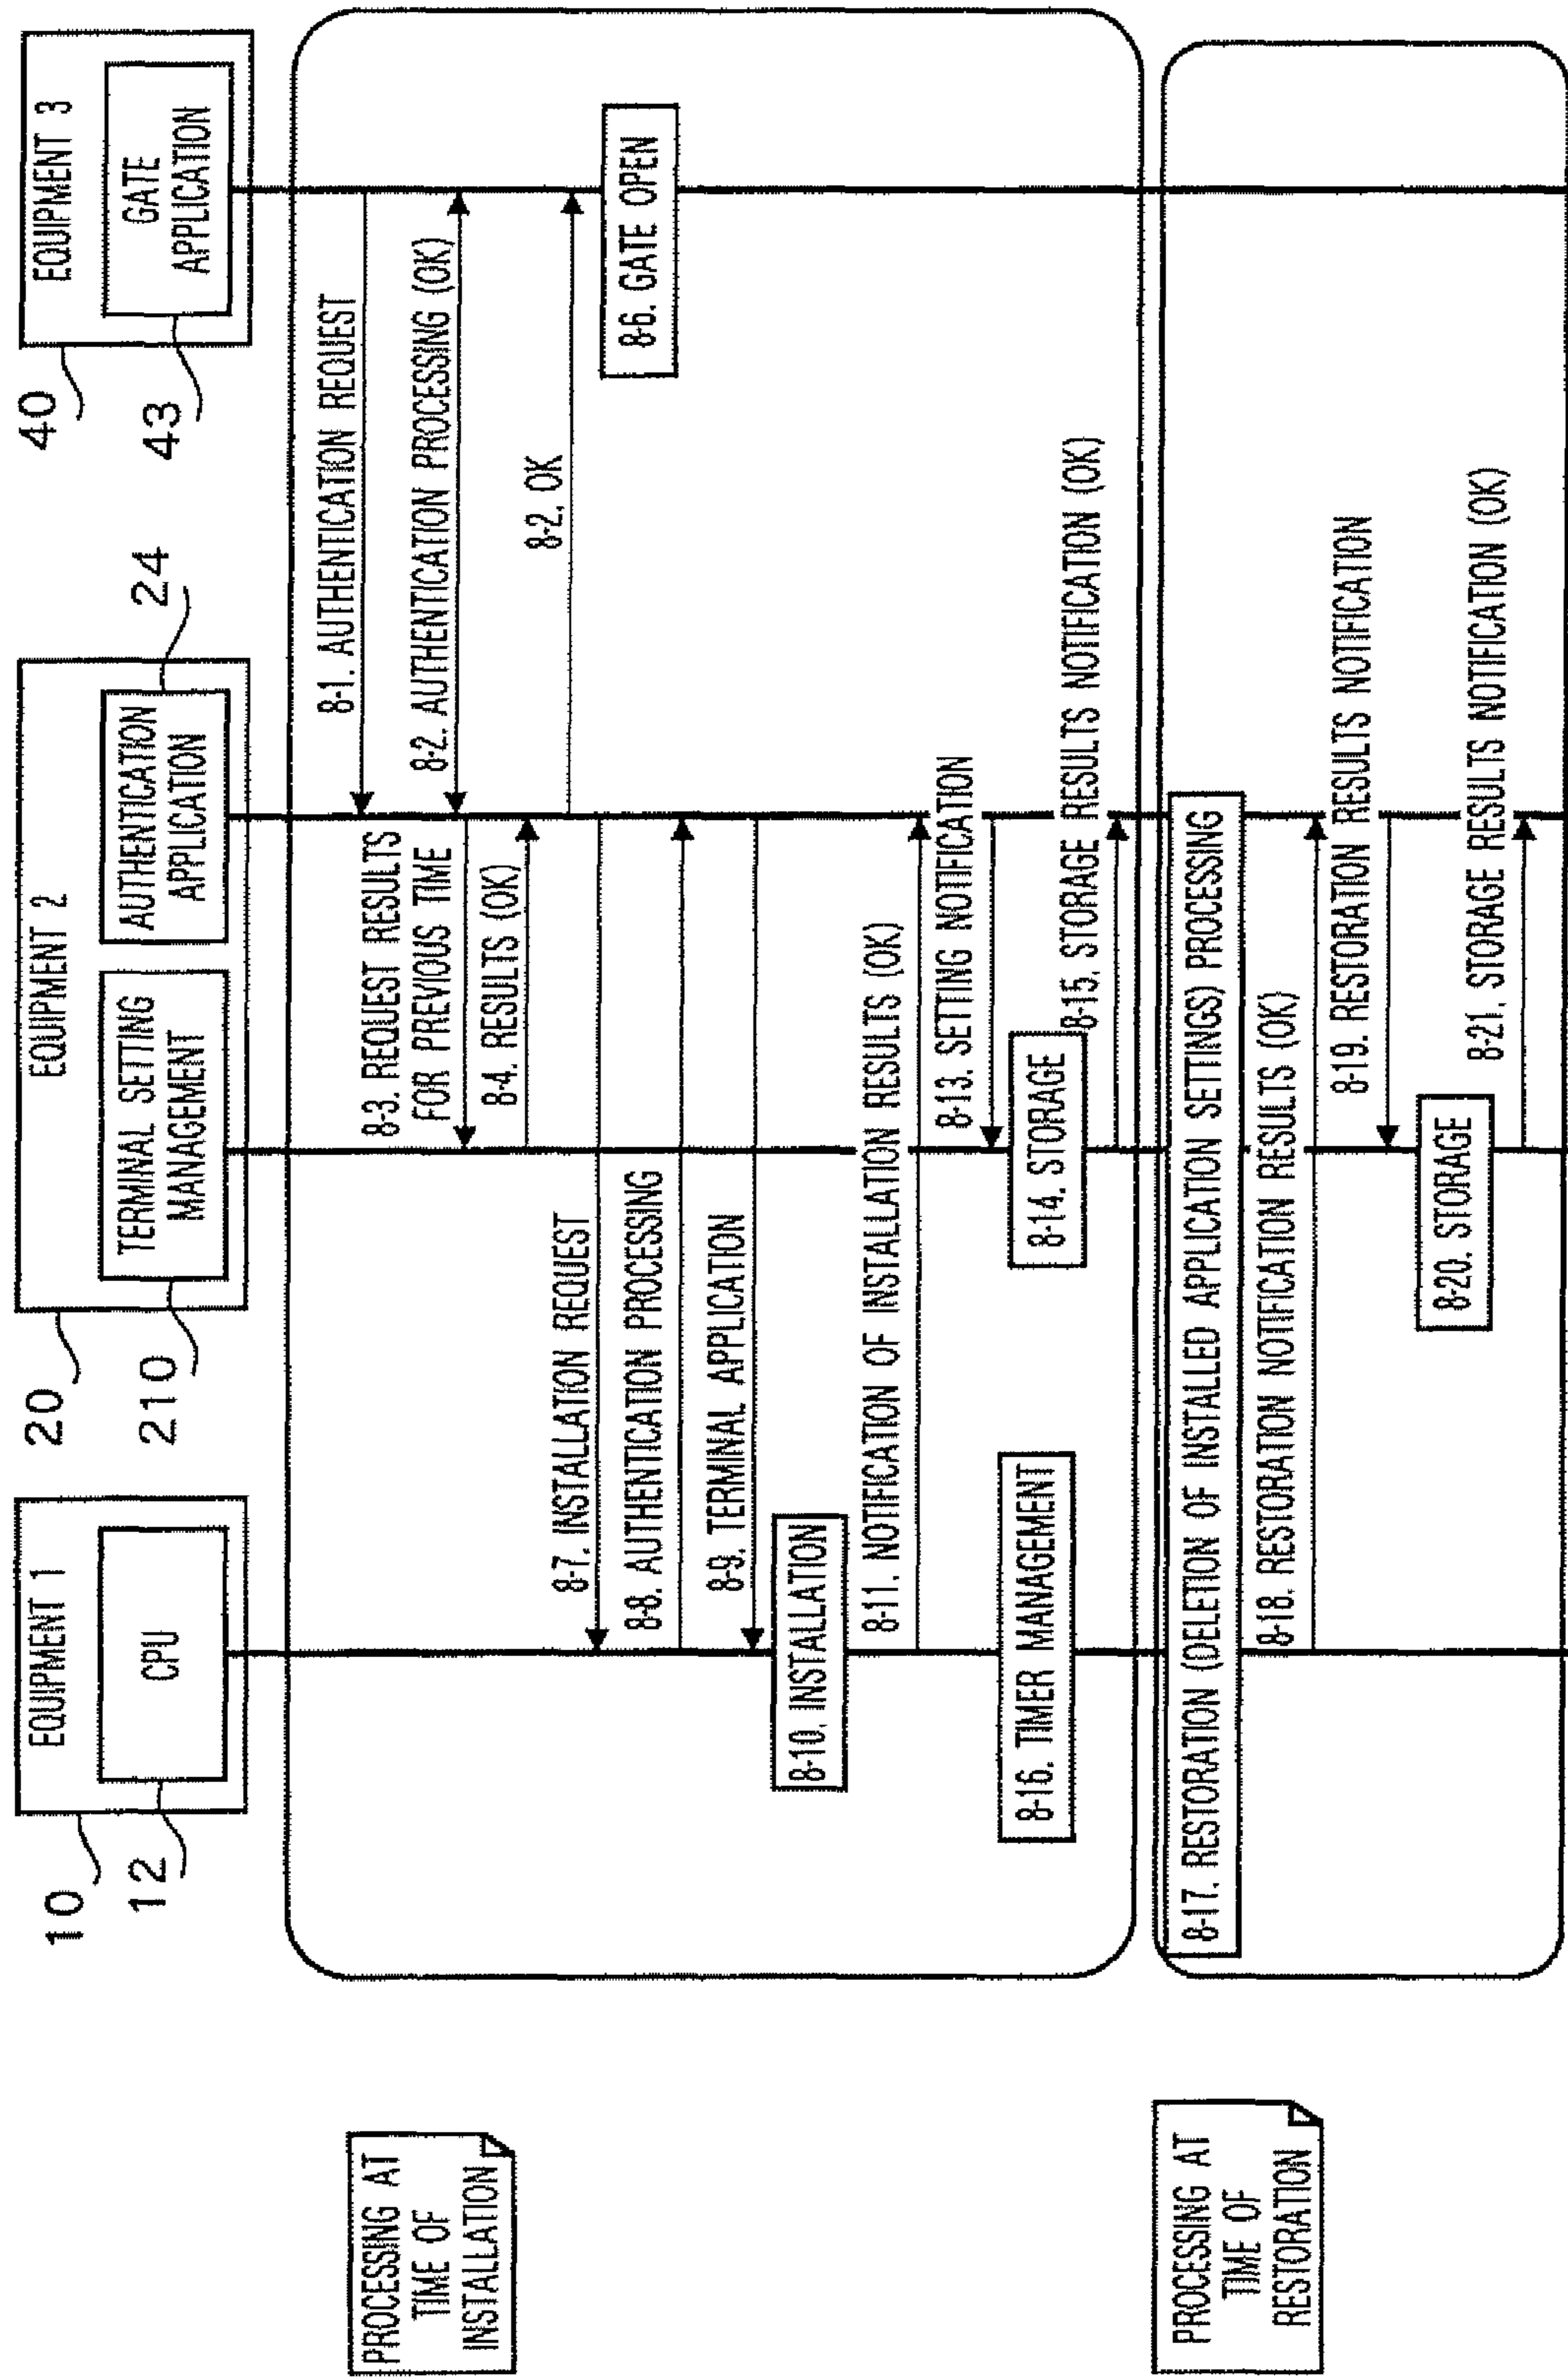 10
EQUIPMENT 1
12
CPU
20
EQUIPMENT 2
210
TERMINAL SETTING
MANAGEMENT
AUTHENTICATION
APPLICATION
24
40
EQUIPMENT 3
43
GATE
APPLICATION
PROCESSING AT
TIME OF
INSTALLATION
8-1. AUTHENTICATION REQUEST
8-3. REQUEST RESULTS
FOR PREVIOUS TIME
8-2. AUTHENTICATION PROCESSING (OK)
8-4. RESULTS (OK)
8-2. OK
8-7. INSTALLATION REQUEST
8-6. GATE OPEN
8-8. AUTHENTICATION PROCESSING
8-9. TERMINAL APPLICATION
8-10. INSTALLATION
8-11. NOTIFICATION OF INSTALLATION RESULTS (OK)
8-13. SETTING NOTIFICATION
8-16. TIMER MANAGEMENT
8-14. STORAGE
8-15. STORAGE RESULTS NOTIFICATION (OK)
PROCESSING AT
TIME OF
RESTORATION
8-17. RESTORATION (DELETION OF INSTALLED APPLICATION SETTINGS) PROCESSING
8-18. RESTORATION NOTIFICATION RESULTS (OK)
8-19. RESTORATION RESULTS NOTIFICATION
8-20. STORAGE
8-21. STORAGE RESULTS NOTIFICATION (OK)